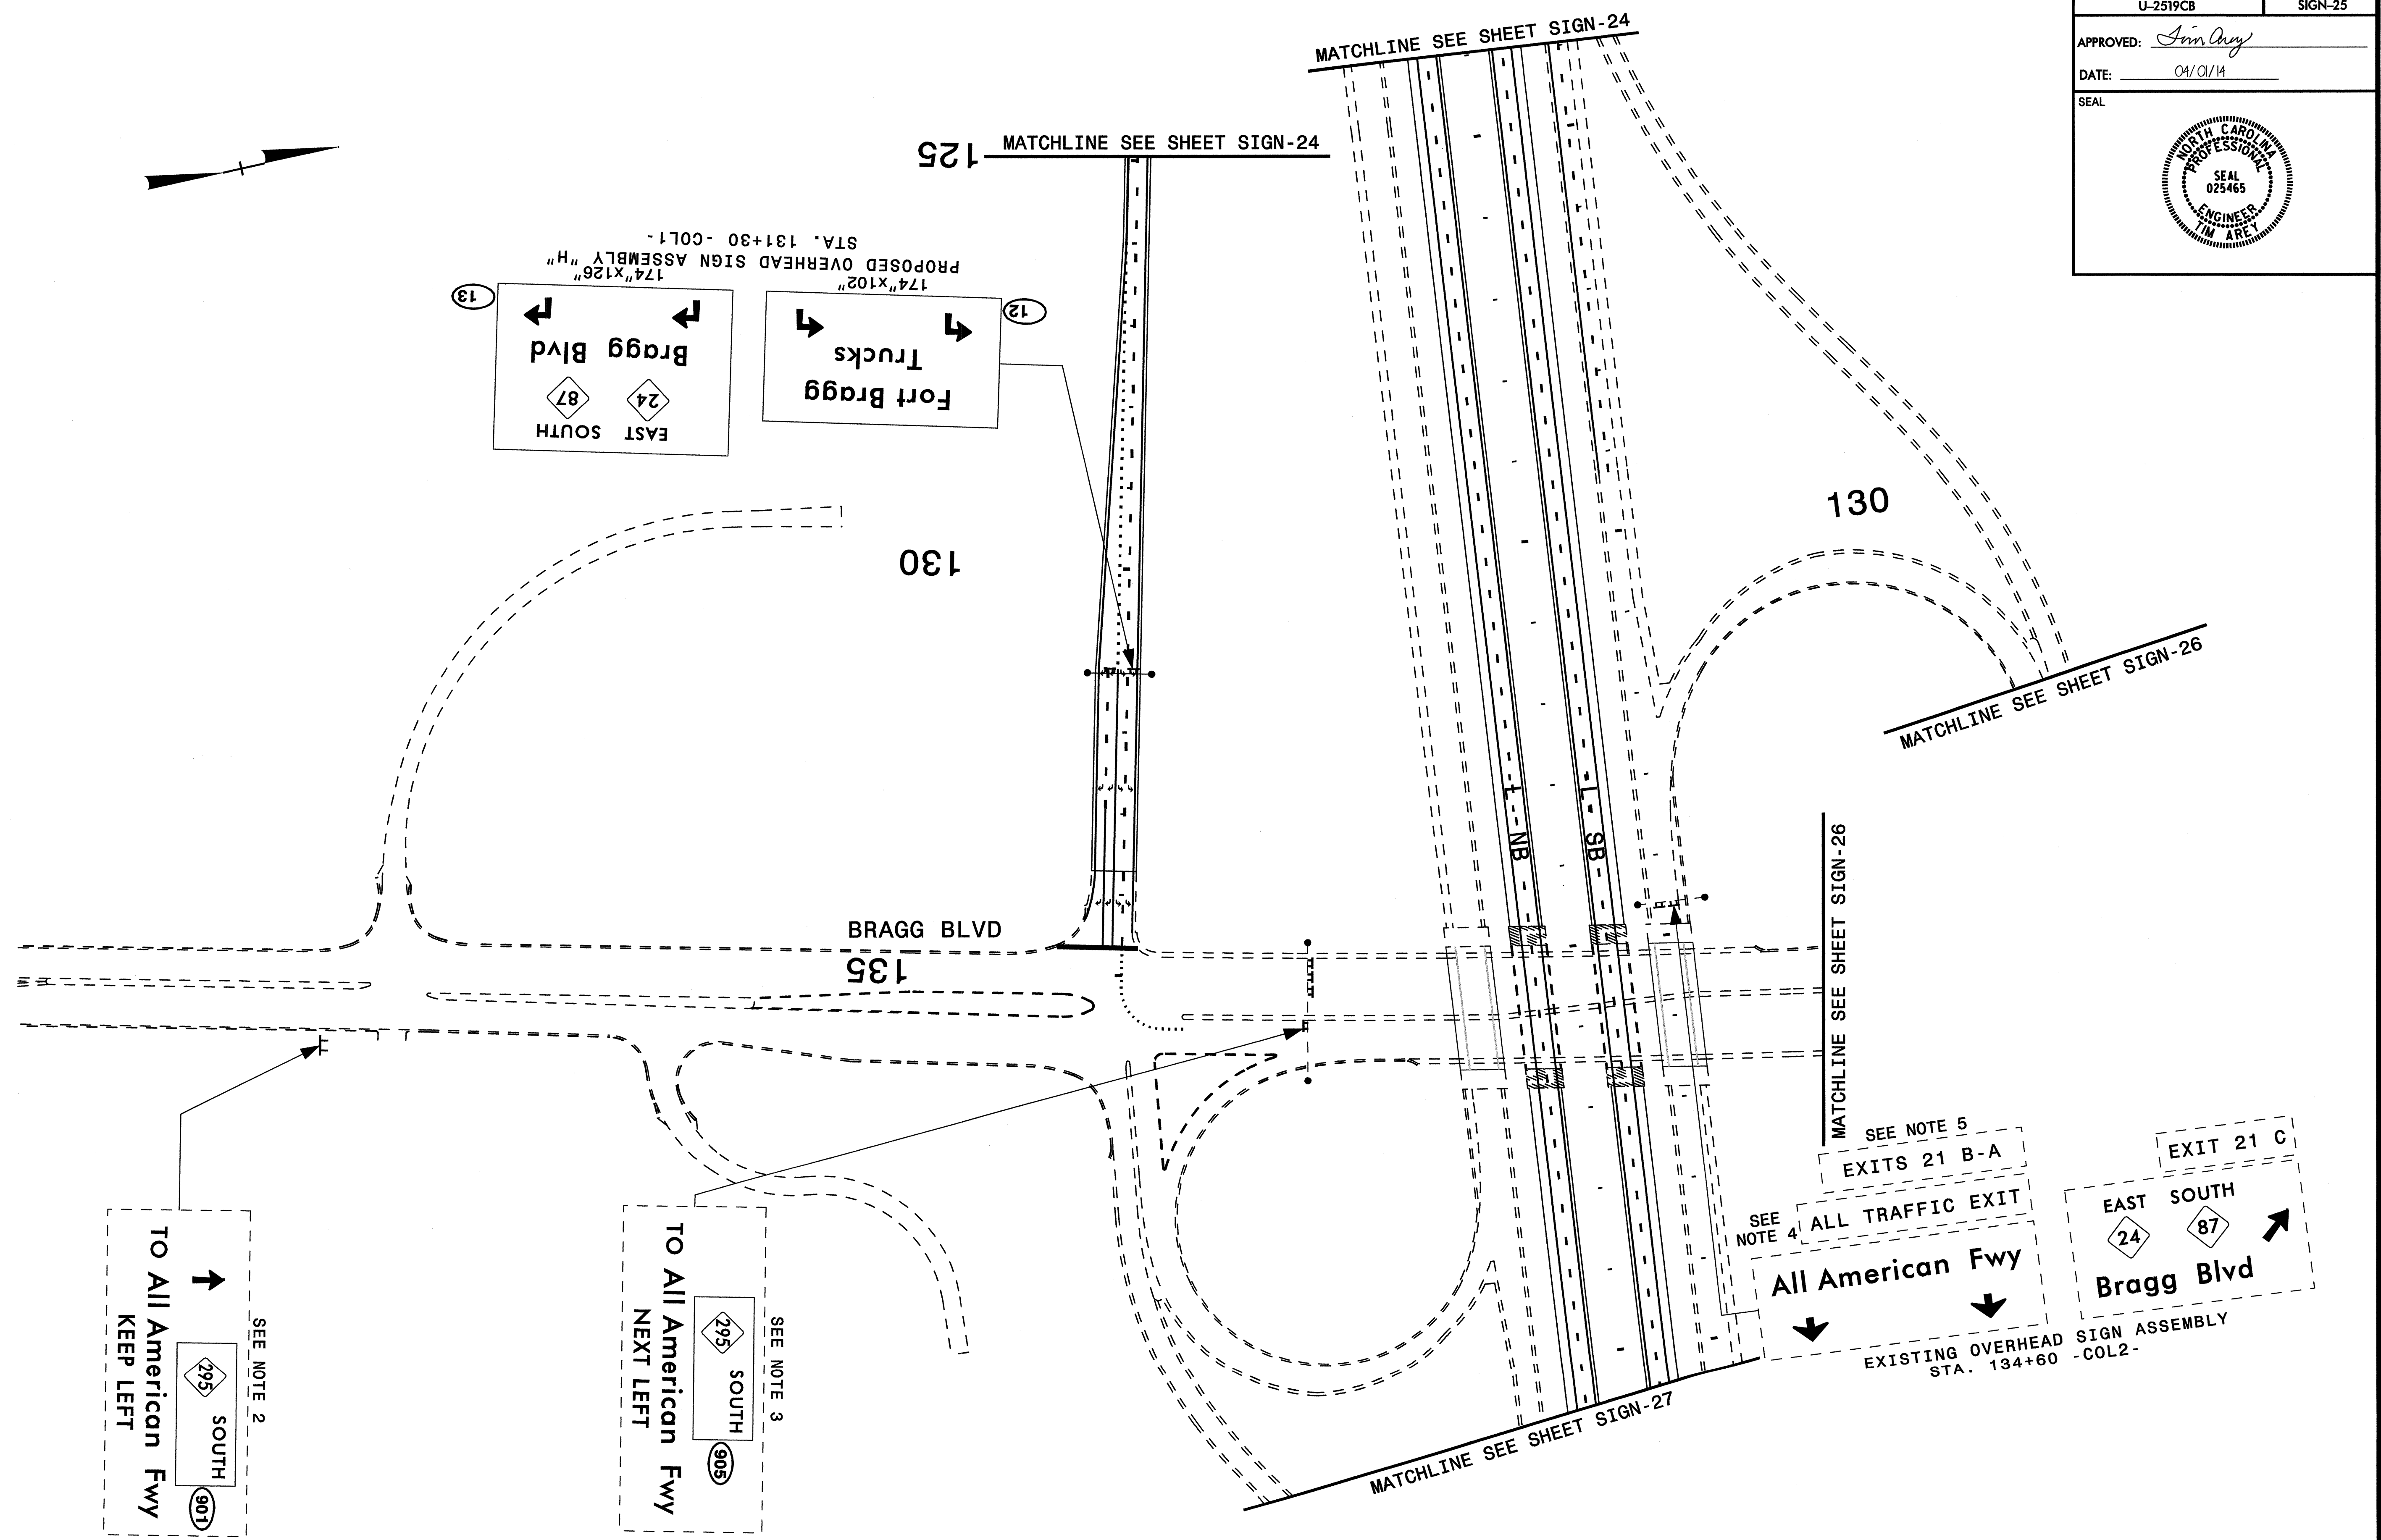 U-2519CB
SIGN-25
APPROVED: Tim Arey
DATE: 04/01/14
SEAL
NORTH CAROLINA
PROFESSIONAL
SEAL
025465
ENGINEER
TIM AREY
MATCHLINE SEE SHEET SIGN-24
125
MATCHLINE SEE SHEET SIGN-24
PROPOSED OVERHEAD SIGN ASSEMBLY "H"
STA. 131+30 -COL1-
13
174"x126"
EAST SOUTH
24 87
Bragg Blvd
12
174"x102"
Fort Bragg
Trucks
130
130
MATCHLINE SEE SHEET SIGN-26
L NB
L SB
BRAGG BLVD
135
MATCHLINE SEE SHEET SIGN-26
SEE NOTE 2
295 SOUTH
901
TO All American Fwy
KEEP LEFT
SEE NOTE 3
295 SOUTH
905
TO All American Fwy
NEXT LEFT
SEE NOTE 5
EXITS 21 B-A
SEE
NOTE 4
ALL TRAFFIC EXIT
All American Fwy
EXIT 21 C
EAST SOUTH
24 87
Bragg Blvd
EXISTING OVERHEAD SIGN ASSEMBLY
STA. 134+60 -COL2-
MATCHLINE SEE SHEET SIGN-27